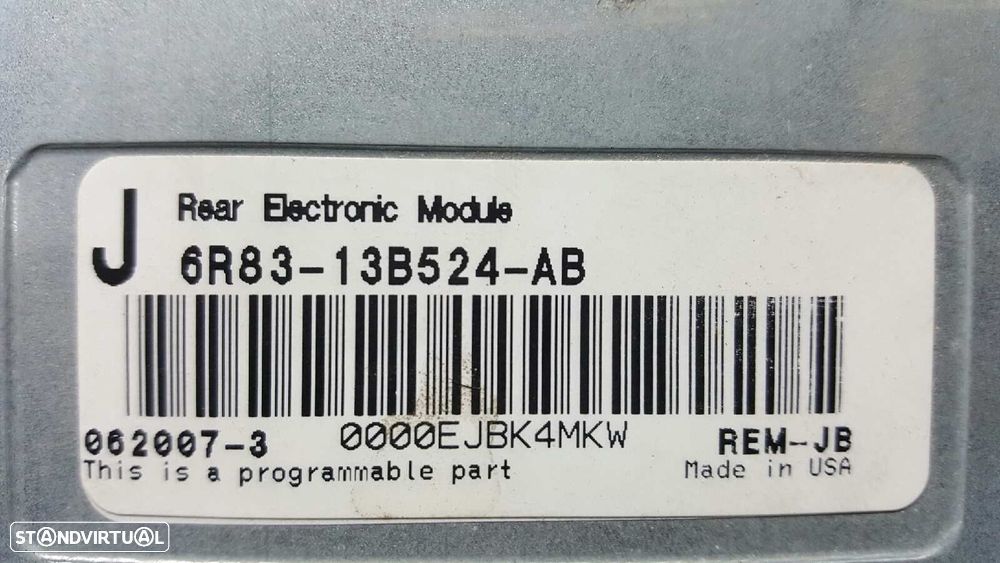 J
Rear Electronic Module
6R83-13B524-AB
062007-3 0000EJBK4MKW REM-JB
This is a programmable part Made in USA
STANDVIRTUAL